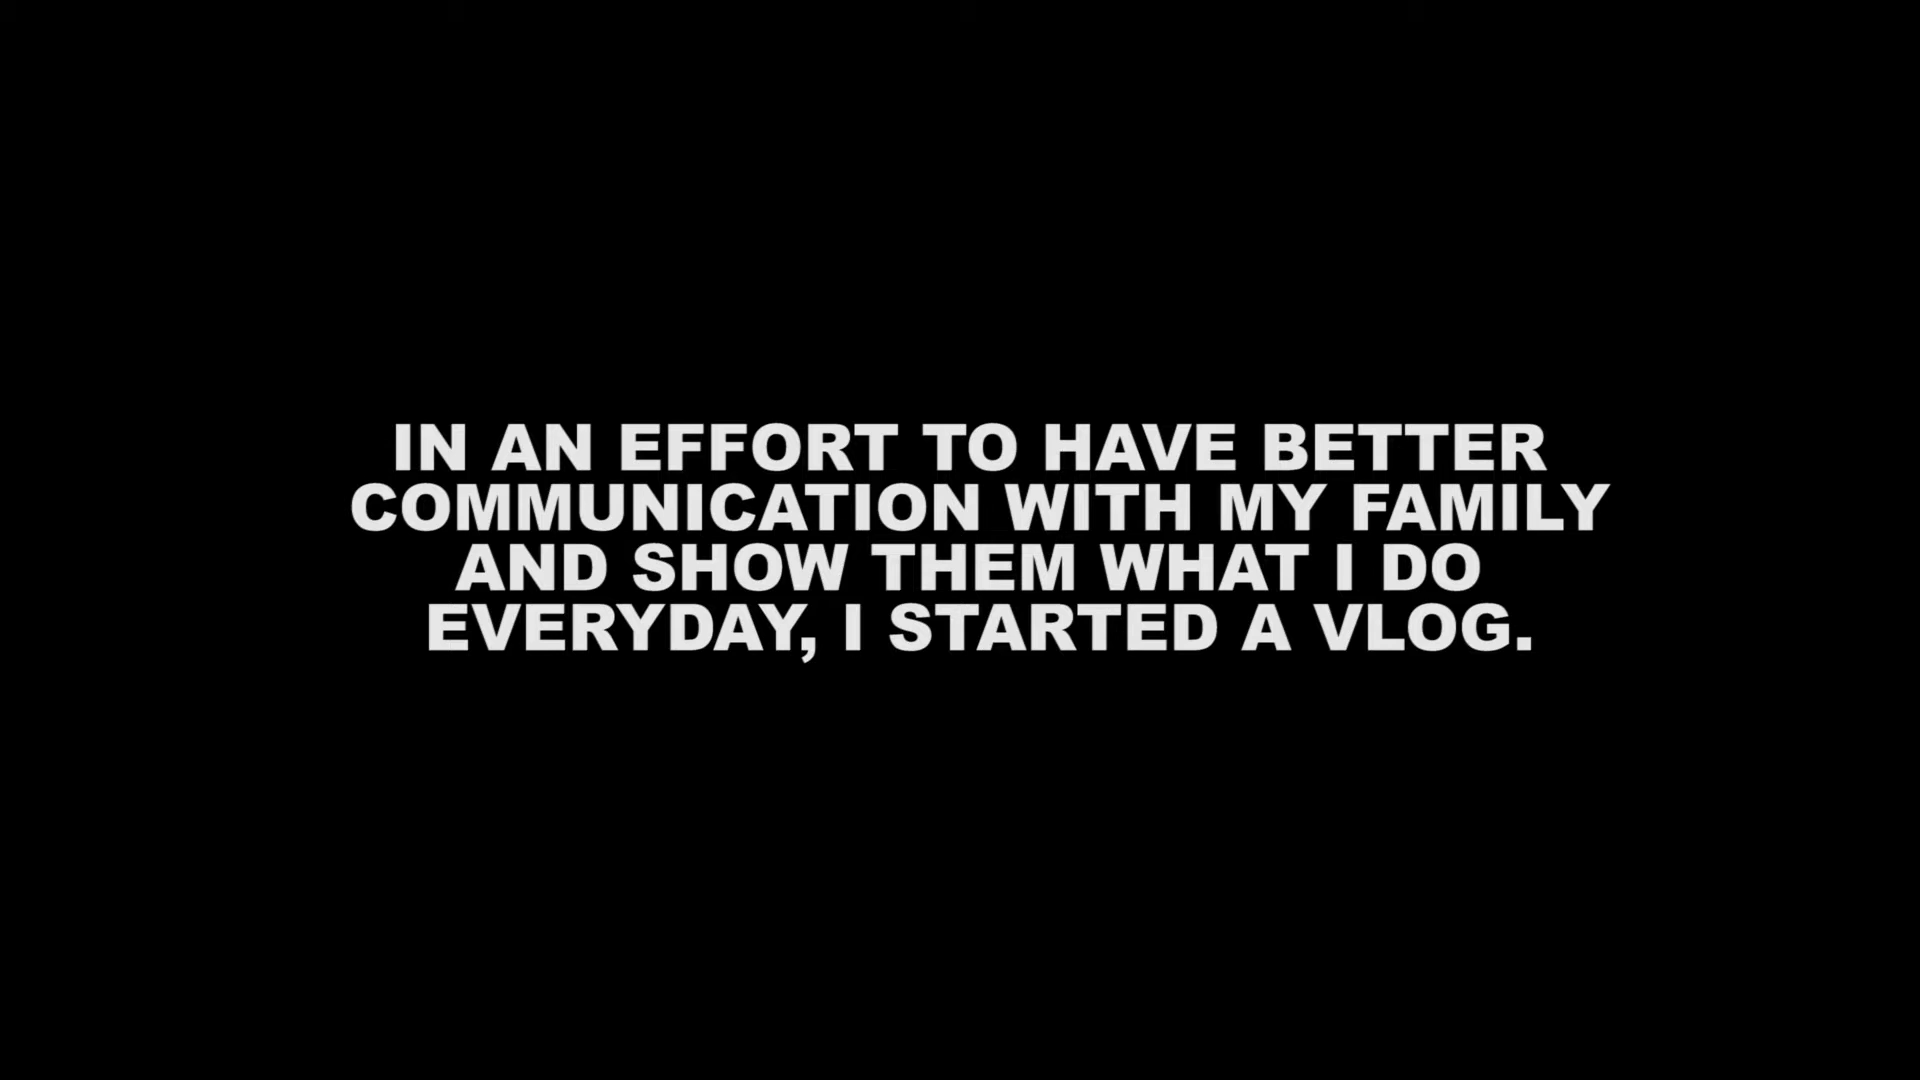 IN AN EFFORT TO HAVE BETTER
COMMUNICATION WITH MY FAMILY
AND SHOW THEM WHAT I DO
EVERYDAY, I STARTED A VLOG.